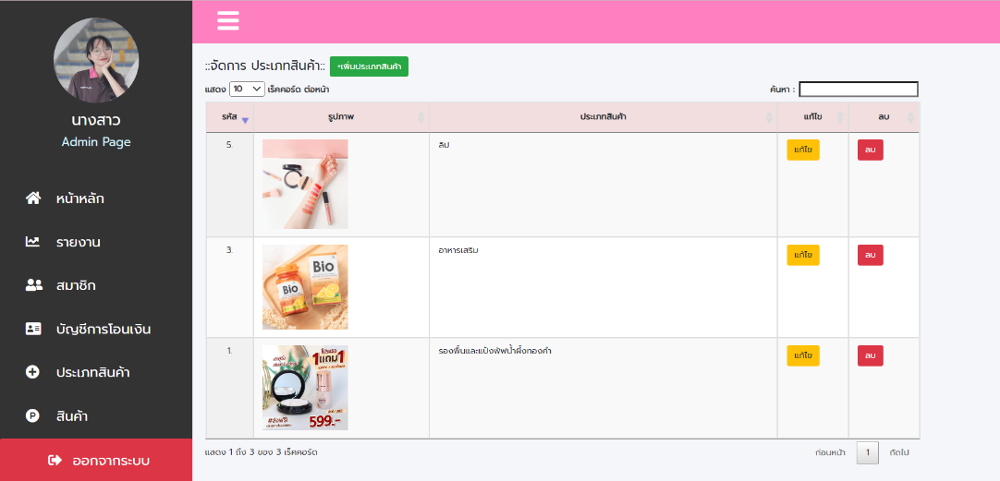 นางสาว
Admin Page
หน้าหลัก
รายงาน
สมาชิก
บัญชีการโอนเงิน
ประเภทสินค้า
สินค้า
ออกจากระบบ
::จัดการ ประเภทสินค้า:: +เพิ่มประเภทสินค้า
แสดง 10 เร็คคอร์ด ต่อหน้า
ค้นหา :
รหัส รูปภาพ ประเภทสินค้า แก้ไข ลบ
5. ลิป แก้ไข ลบ
3. อาหารเสริม แก้ไข ลบ
Bio
Bio
1. รองพื้นและแป้งพัฟน้ำผึ้งทองคำ แก้ไข ลบ
โปรแรง
1แถม1
#ส่งฟรี
599.-
แสดง 1 ถึง 3 ของ 3 เร็คคอร์ด
ก่อนหน้า 1 ถัดไป